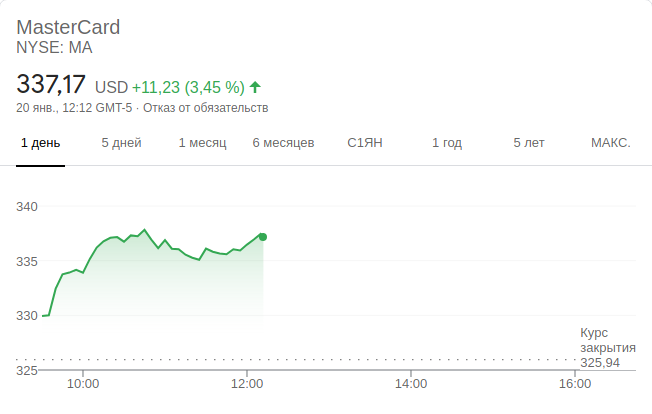 MasterCard
NYSE: MA
337,17 USD +11,23 (3,45 %)
20 янв., 12:12 GMT-5 · Отказ от обязательств
1 день 5 дней 1 месяц 6 месяцев С1ЯН 1 год 5 лет МАКС.
340
335
330
Курс
закрытия
325,94
325
10:00 12:00 14:00 16:00